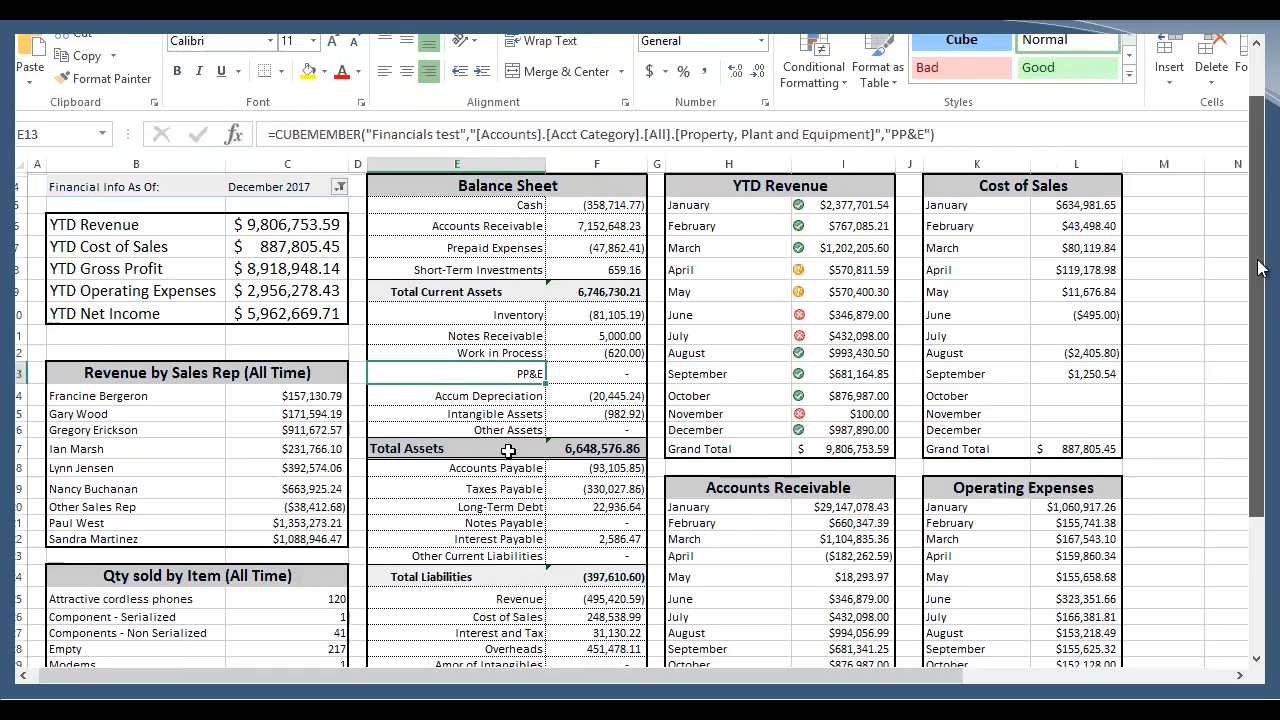 Cut
Paste
Copy
Format Painter
Clipboard
Calibri 11
B I U
Font
Wrap Text
Merge & Center
Alignment
General
$ %
Number
Conditional Formatting
Format as Table
Cube
Normal
Bad
Good
Styles
Insert
Delete
Fo
Cells
E13
fx
=CUBEMEMBER("Financials test","[Accounts].[Acct Category].[All].[Property, Plant and Equipment]","PP&E")
A B C D E F G H I J K L M N
Financial Info As Of: December 2017
YTD Revenue $ 9,806,753.59
YTD Cost of Sales $ 887,805.45
YTD Gross Profit $ 8,918,948.14
YTD Operating Expenses $ 2,956,278.43
YTD Net Income $ 5,962,669.71
Revenue by Sales Rep (All Time)
Francine Bergeron $157,130.79
Gary Wood $171,594.19
Gregory Erickson $911,672.57
Ian Marsh $231,766.10
Lynn Jensen $392,574.06
Nancy Buchanan $663,925.24
Other Sales Rep ($38,412.68)
Paul West $1,353,273.21
Sandra Martinez $1,088,946.47
Qty sold by Item (All Time)
Attractive cordless phones 120
Component - Serialized 1
Components - Non Serialized 41
Empty 217
Modems 1
Balance Sheet
Cash (358,714.77)
Accounts Receivable 7,152,648.23
Prepaid Expenses (47,862.41)
Short-Term Investments 659.16
Total Current Assets 6,746,730.21
Inventory (81,105.19)
Notes Receivable 5,000.00
Work in Process (620.00)
PP&E -
Accum Depreciation (20,445.24)
Intangible Assets (982.92)
Other Assets -
Total Assets 6,648,576.86
Accounts Payable (93,105.85)
Taxes Payable (330,027.86)
Long-Term Debt 22,936.64
Notes Payable -
Interest Payable 2,586.47
Other Current Liabilities -
Total Liabilities (397,610.60)
Revenue (495,420.59)
Cost of Sales 248,538.99
Interest and Tax 31,130.22
Overheads 451,478.11
Amor of Intangibles -
YTD Revenue
January $2,377,701.54
February $767,085.21
March $1,202,205.60
April $570,811.59
May $570,400.30
June $346,879.00
July $432,098.00
August $993,430.50
September $681,164.85
October $876,987.00
November $100.00
December $987,890.00
Grand Total $ 9,806,753.59
Accounts Receivable
January $29,147,078.43
February $660,347.39
March $1,104,835.36
April ($182,262.59)
May $18,293.97
June $346,879.00
July $432,098.00
August $994,056.99
September $681,341.25
October $876,987.00
Cost of Sales
January $634,981.65
February $43,498.40
March $80,119.84
April $119,178.98
May $11,676.84
June ($495.00)
July
August ($2,405.80)
September $1,250.54
October
November
December
Grand Total $ 887,805.45
Operating Expenses
January $1,060,917.26
February $155,741.38
March $167,543.10
April $159,860.34
May $155,658.68
June $323,351.66
July $166,381.81
August $153,218.49
September $155,625.32
October $152,128.00